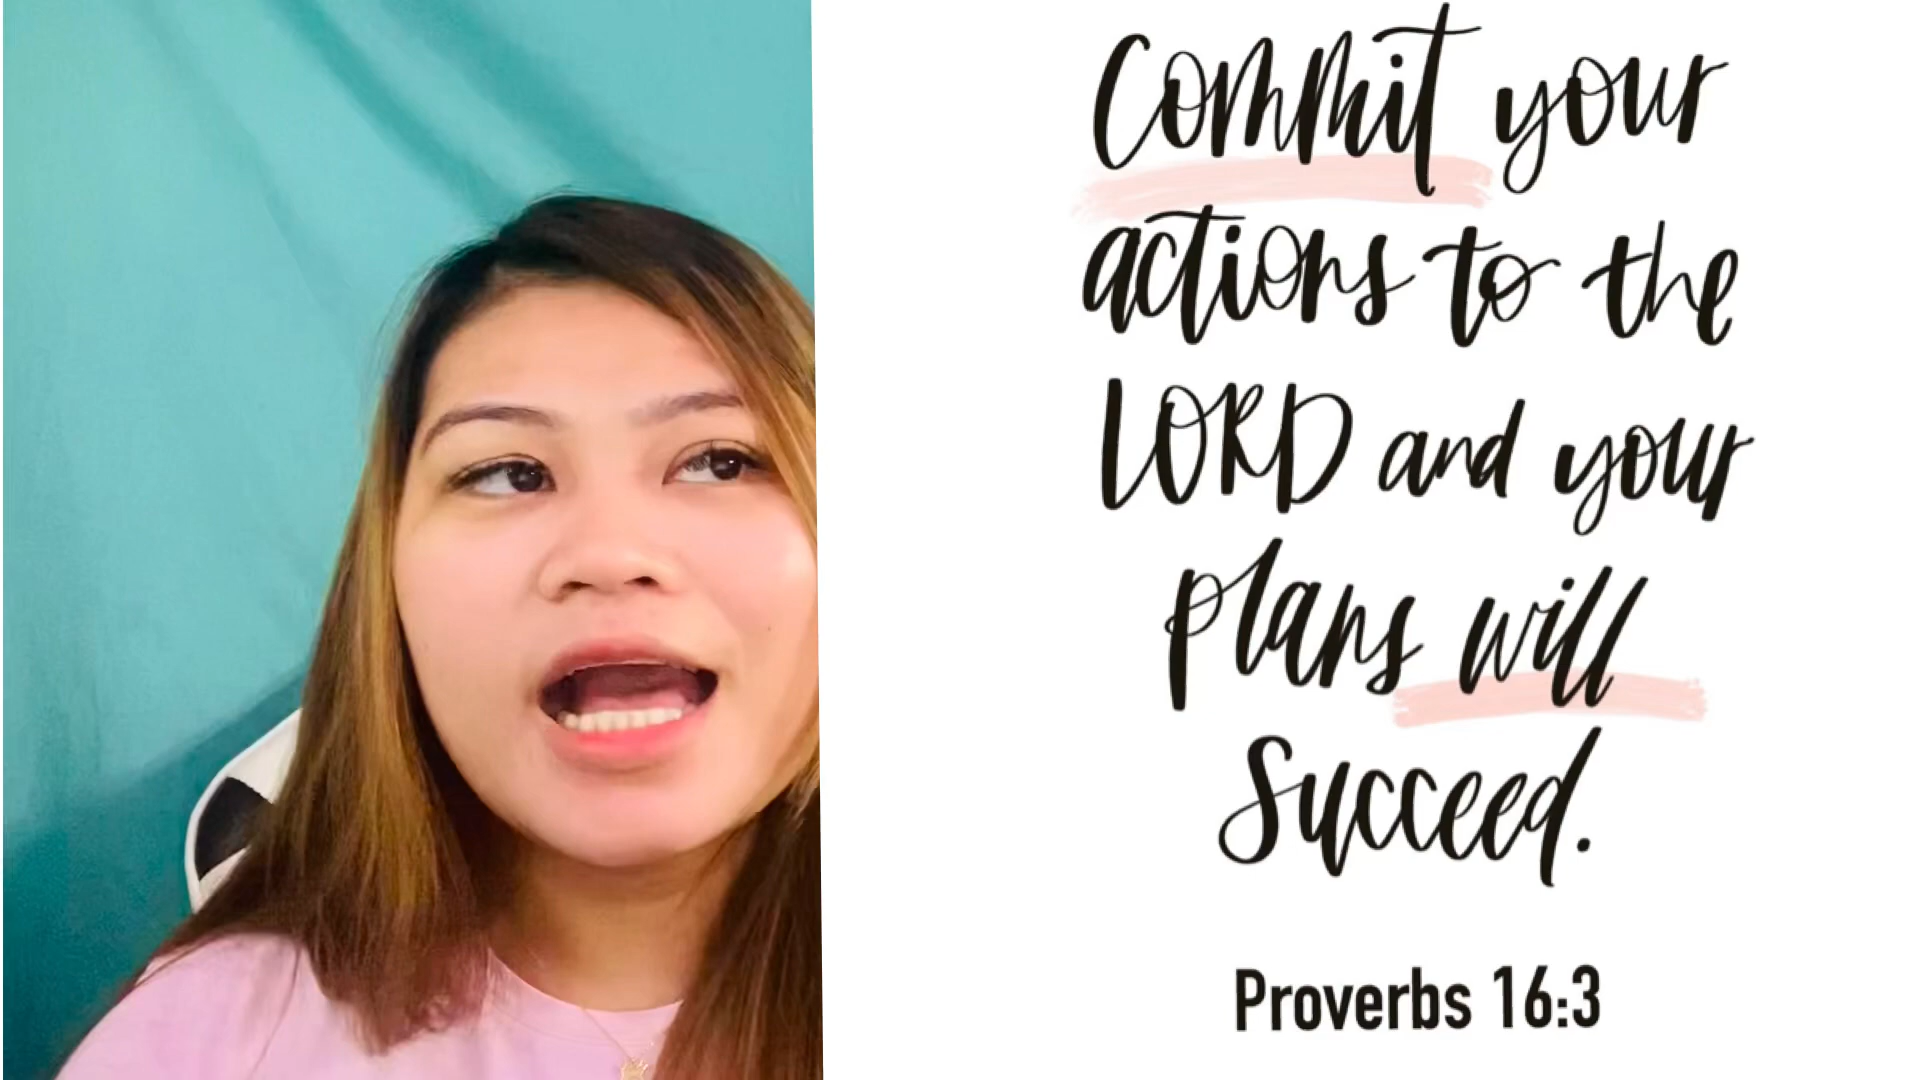 Commit your
actions to the
LORD and your
plans will
Succeed.
Proverbs 16:3